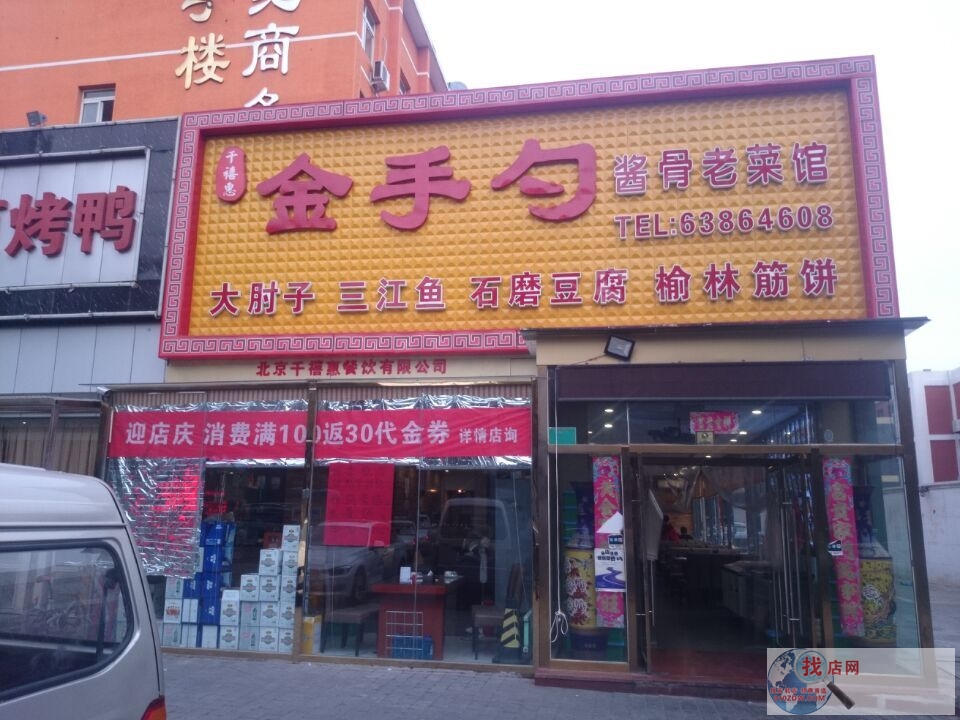 楼
商
烤鸭
千禧惠
金手勺
酱骨老菜馆
TEL:63864608
大肘子 三江鱼 石磨豆腐 榆林筋饼
北京千禧惠餐饮有限公司
迎店庆 消费满100返30代金券 详情店询
找店网